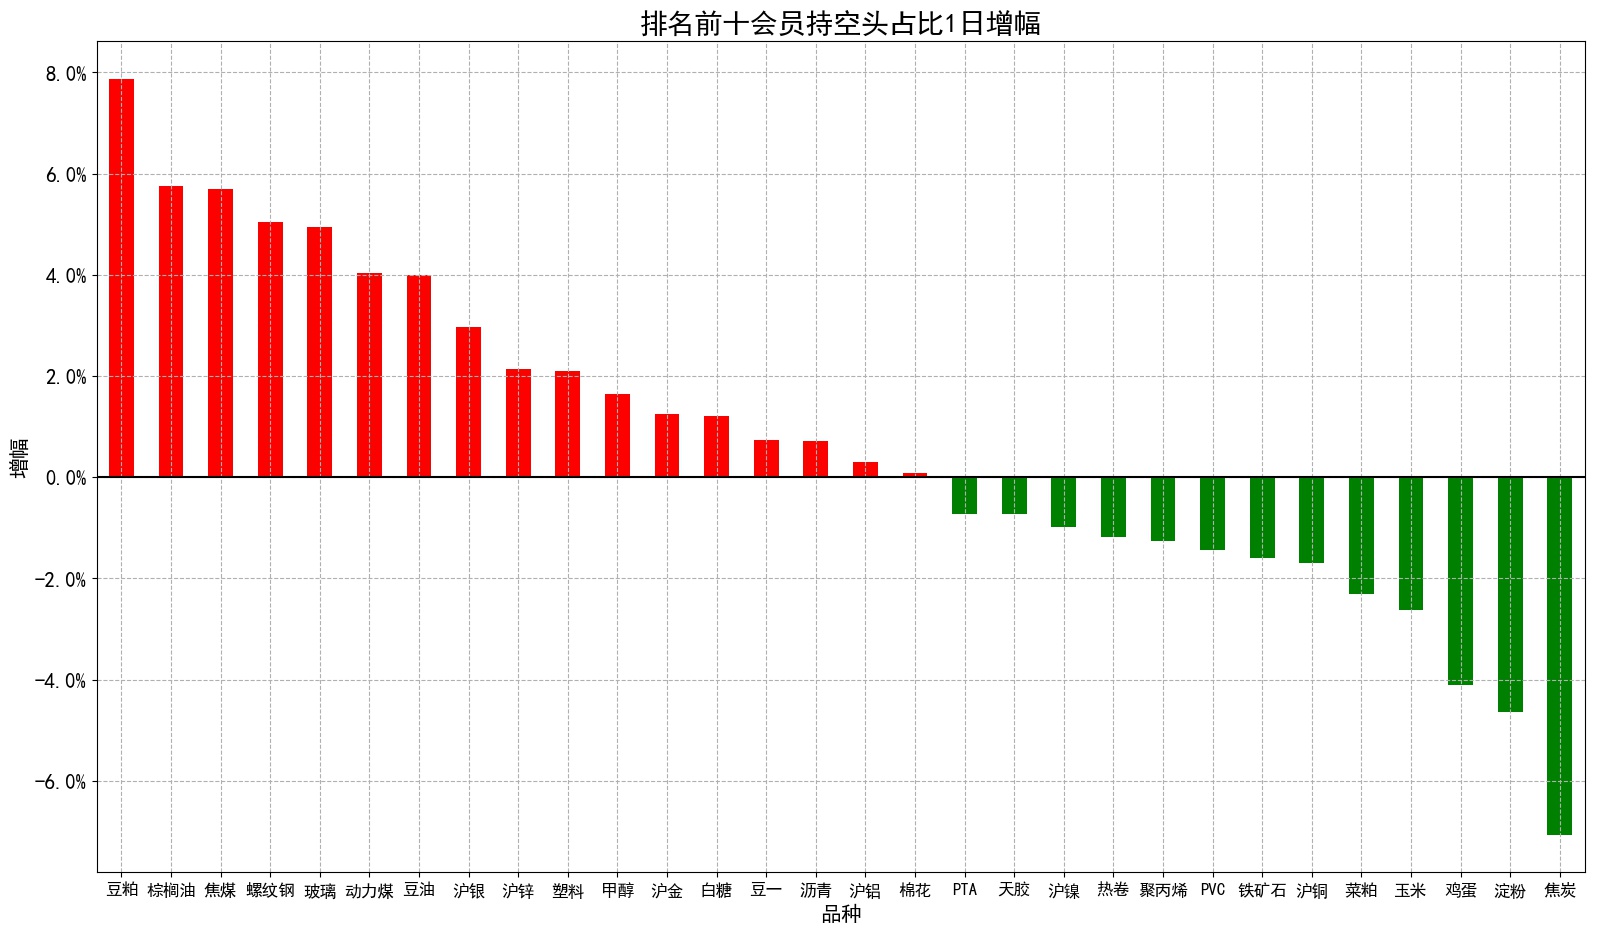 排名前十会员持空头占比1日增幅
8.0%
6.0%
4.0%
2.0%
0.0%
-2.0%
-4.0%
-6.0%
增幅
豆粕 棕榈油 焦煤 螺纹钢 玻璃 动力煤 豆油 沪银 沪锌 塑料 甲醇 沪金 白糖 豆一 沥青 沪铝 棉花 PTA 天胶 沪镍 热卷 聚丙烯 PVC 铁矿石 沪铜 菜粕 玉米 鸡蛋 淀粉 焦炭
品种